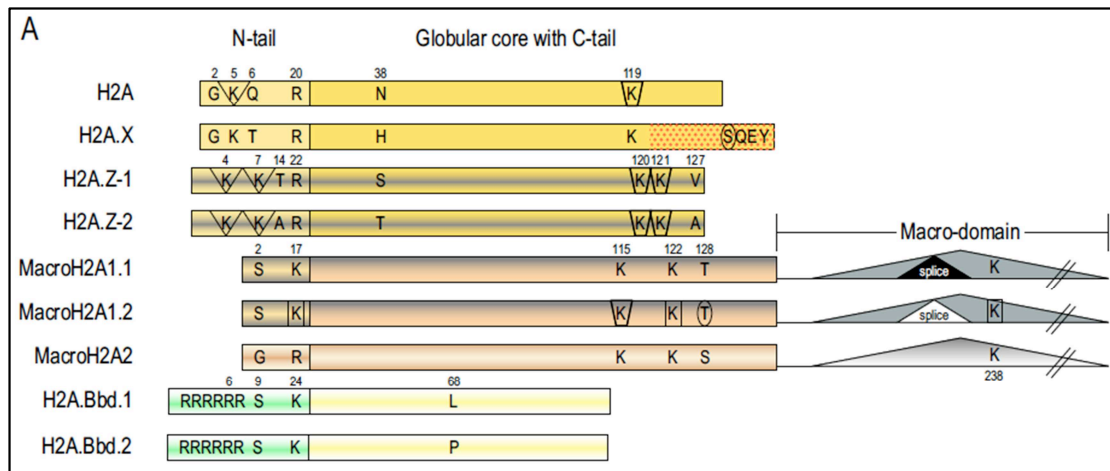 A
N-tail Globular core with C-tail
2 5 6 20 38 119
H2A G K Q R N K
H2A.X G K T R H K S Q E Y
4 7 14 22 120 121 127
H2A.Z-1 K K T R S K K V
H2A.Z-2 K K A R T K K A
Macro-domain
2 17 115 122 128
MacroH2A1.1 S K K K T splice K
MacroH2A1.2 S K K K T splice K
MacroH2A2 G R K K S K
238
6 9 24 68
H2A.Bbd.1 RRRRRR S K L
H2A.Bbd.2 RRRRRR S K P